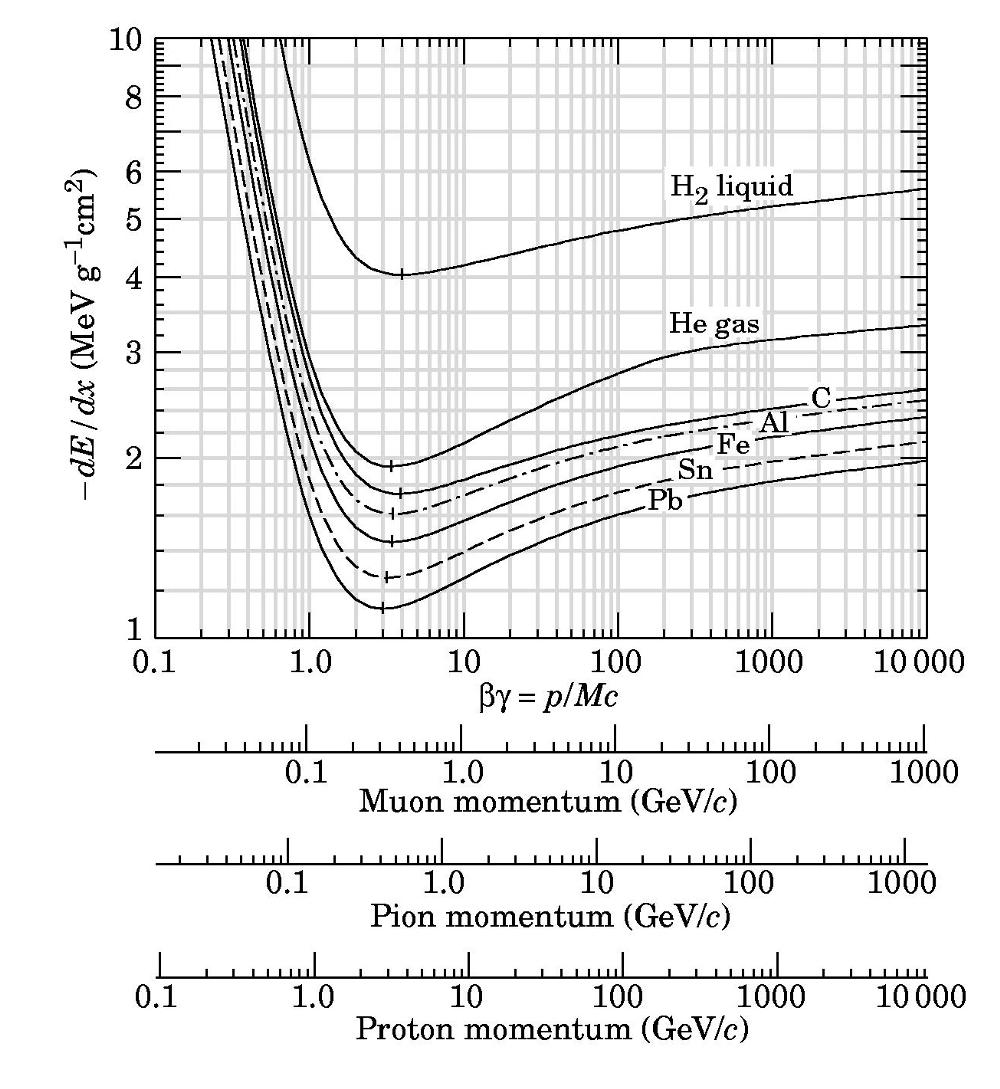 10
8
6
5
4
3
2
1
−dE / dx (MeV g⁻¹cm²)
H₂ liquid
He gas
C
Al
Fe
Sn
Pb
0.1 1.0 10 100 1000 10 000
βγ = p/Mc
0.1 1.0 10 100 1000
Muon momentum (GeV/c)
0.1 1.0 10 100 1000
Pion momentum (GeV/c)
0.1 1.0 10 100 1000 10 000
Proton momentum (GeV/c)